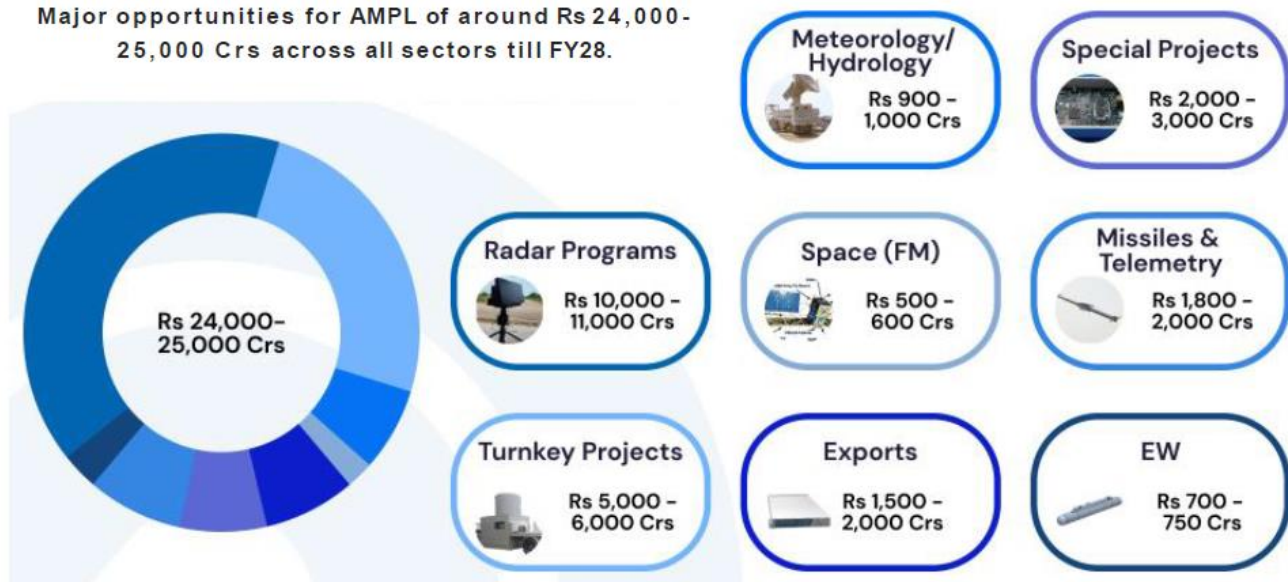 Major opportunities for AMPL of around Rs 24,000-
25,000 Crs across all sectors till FY28.
Rs 24,000-
25,000 Crs
Meteorology/
Hydrology
Rs 900 -
1,000 Crs
Special Projects
Rs 2,000 -
3,000 Crs
Radar Programs
Rs 10,000 -
11,000 Crs
Space (FM)
Rs 500 -
600 Crs
Missiles &
Telemetry
Rs 1,800 -
2,000 Crs
Turnkey Projects
Rs 5,000 -
6,000 Crs
Exports
Rs 1,500 -
2,000 Crs
EW
Rs 700 -
750 Crs